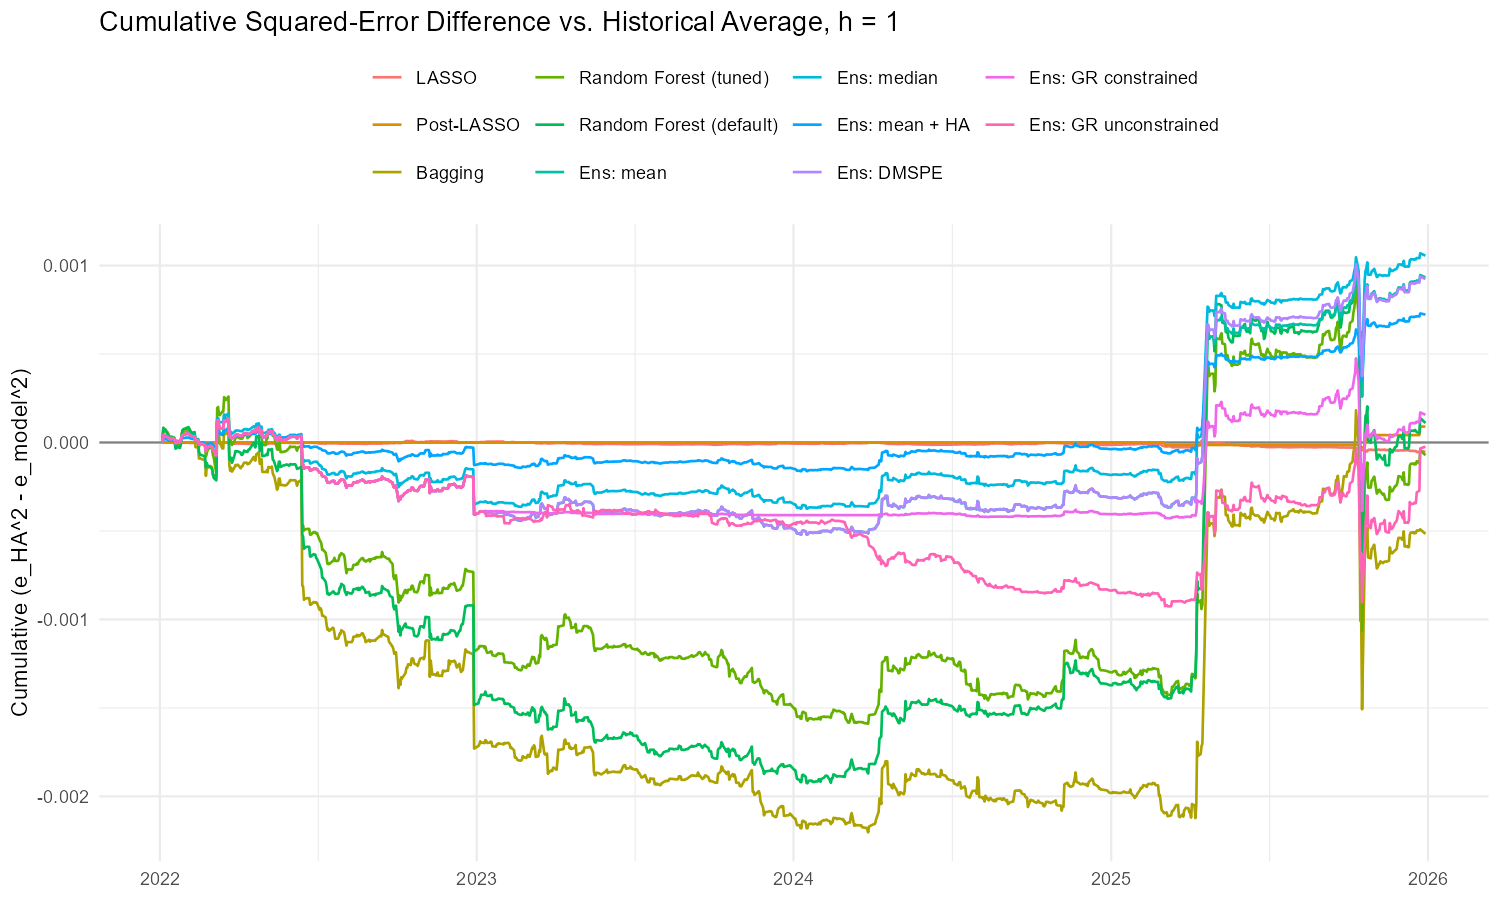 Cumulative Squared-Error Difference vs. Historical Average, h = 1
LASSO
Random Forest (tuned)
Ens: median
Ens: GR constrained
Post-LASSO
Random Forest (default)
Ens: mean + HA
Ens: GR unconstrained
Bagging
Ens: mean
Ens: DMSPE
Cumulative (e_HA^2 - e_model^2)
0.001
0.000
-0.001
-0.002
2022
2023
2024
2025
2026